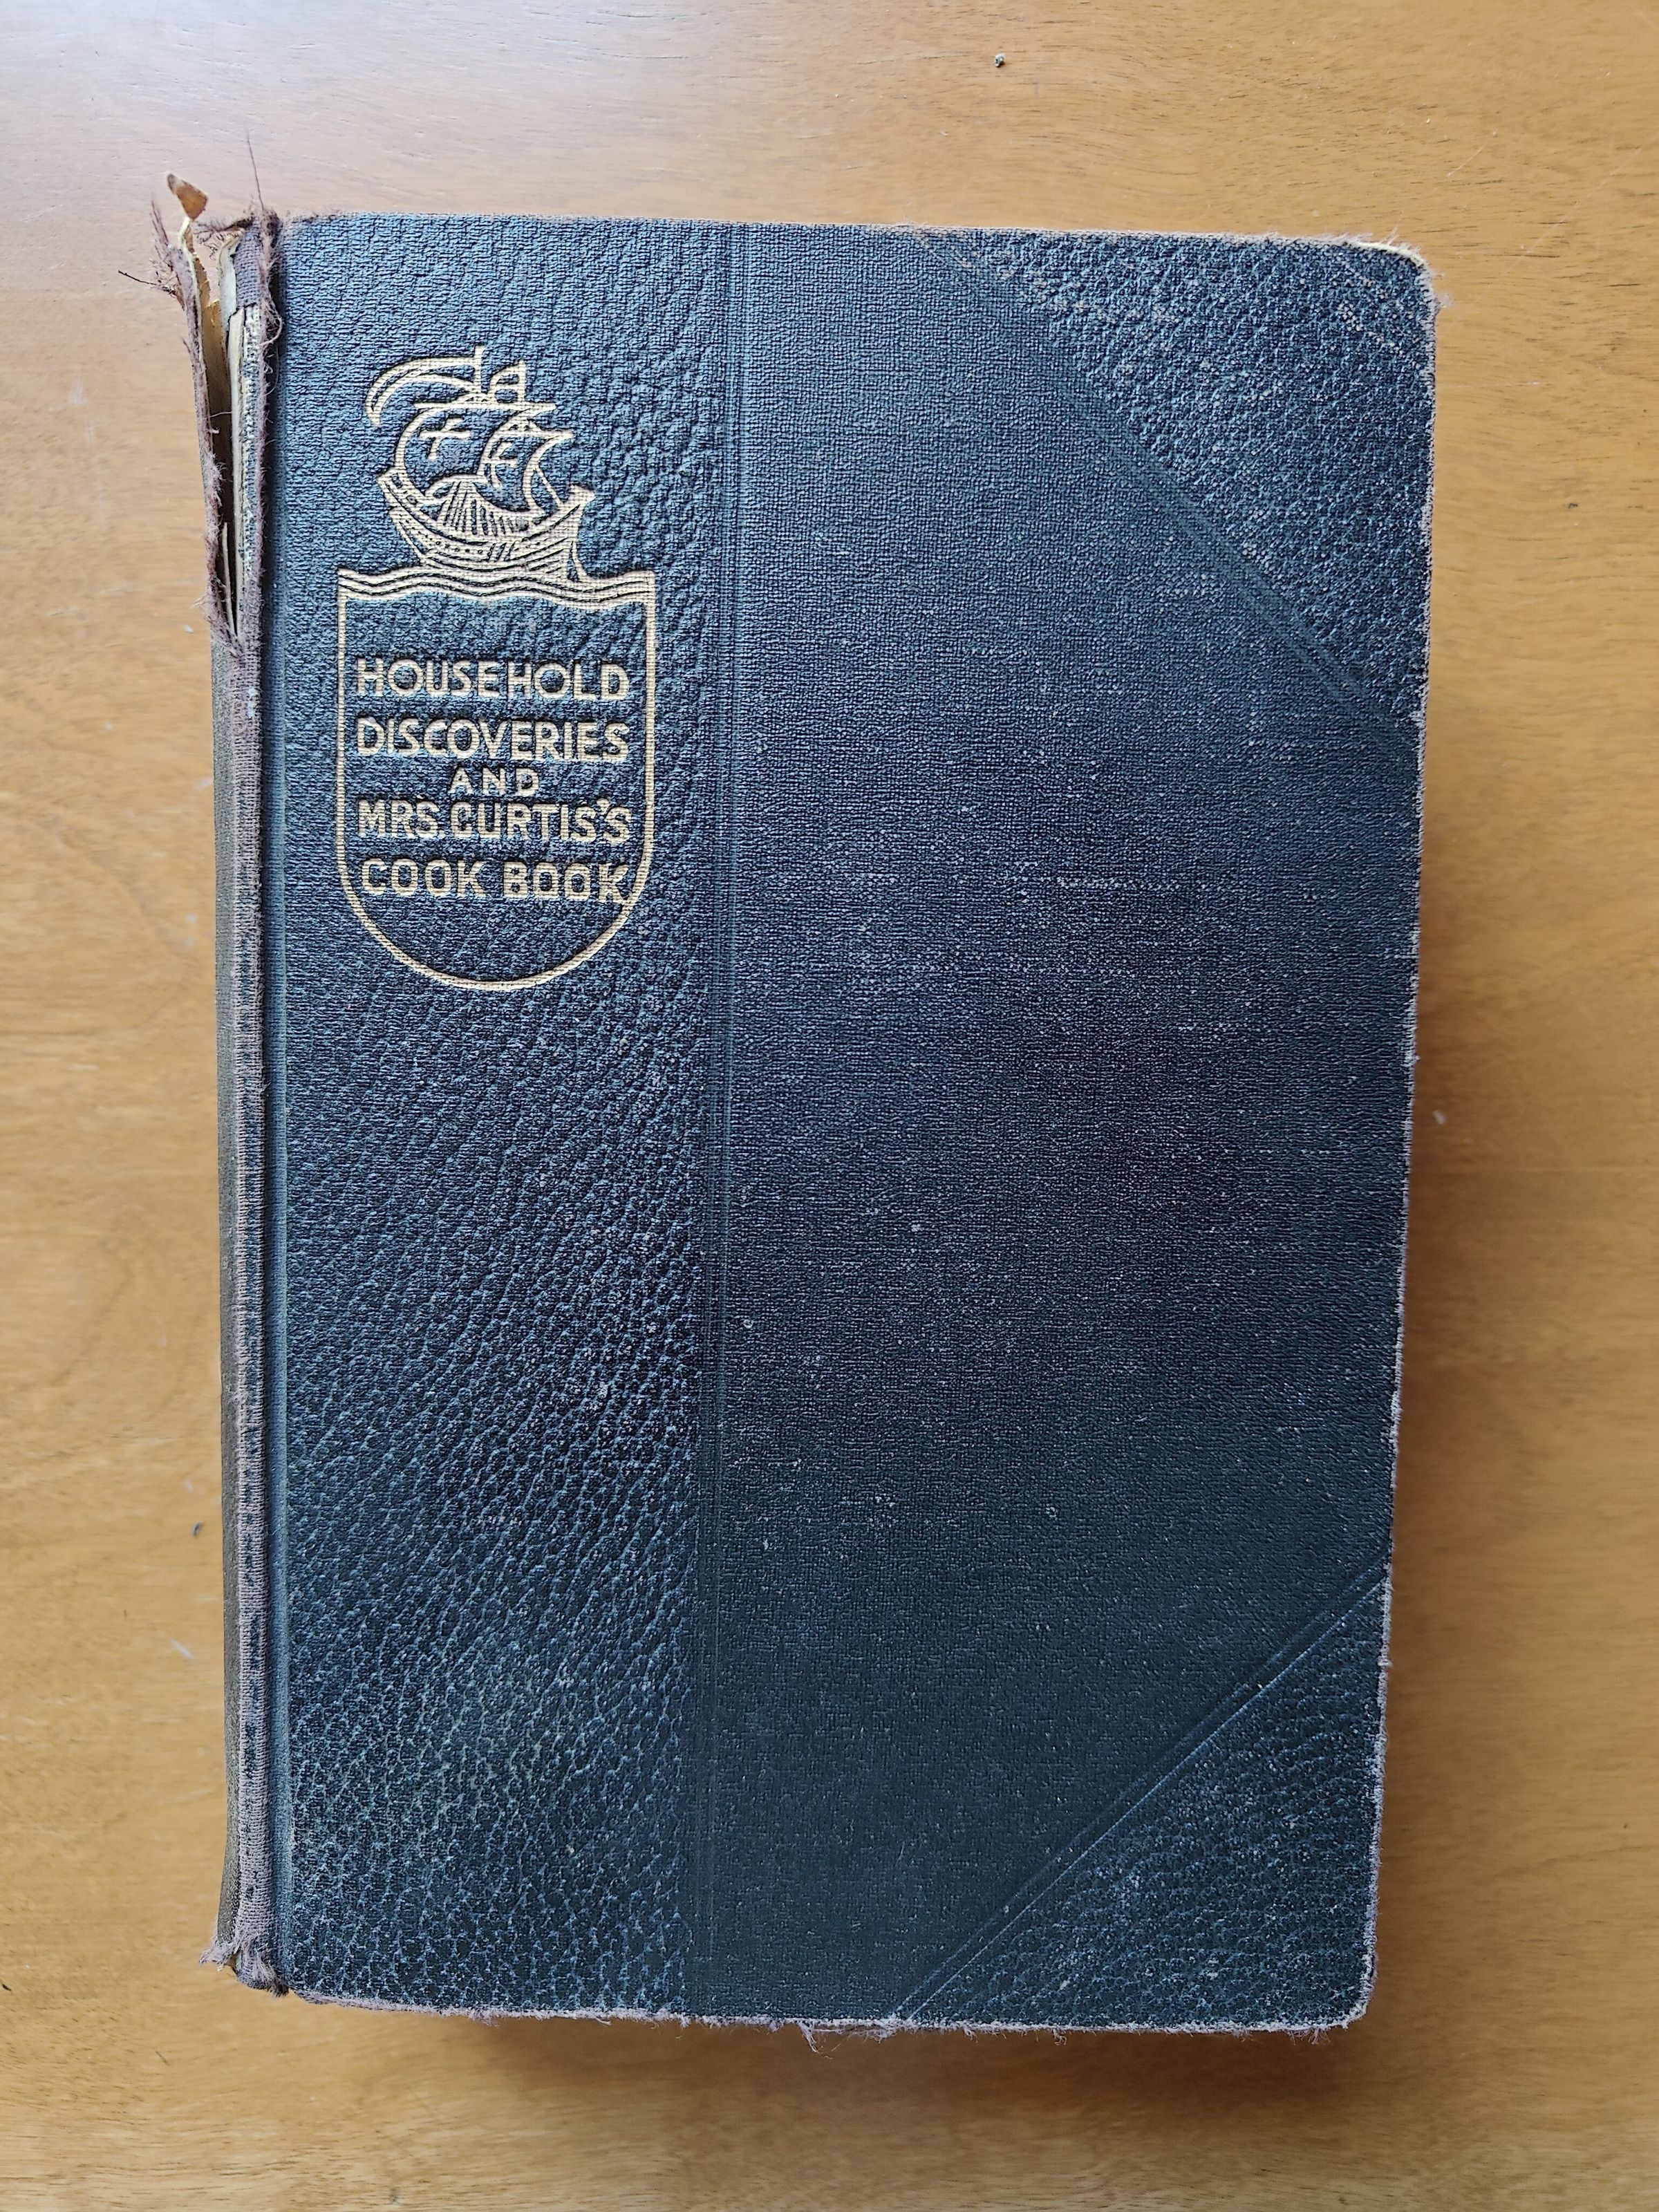 HOUSEHOLD
DISCOVERIES
AND
MRS. CURTIS'S
COOK BOOK